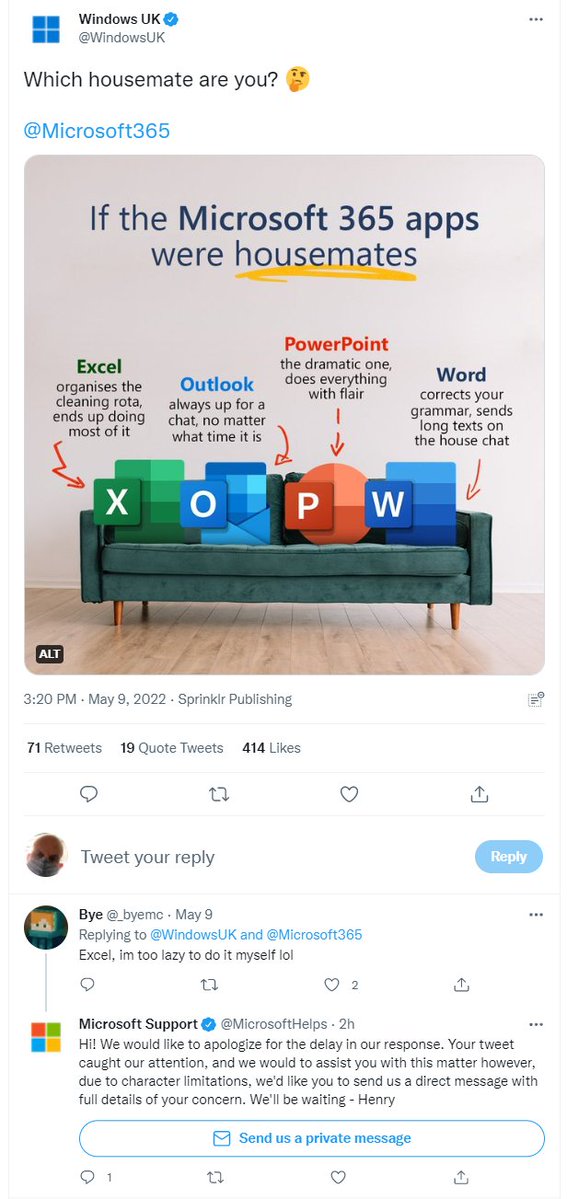 Windows UK
@WindowsUK
Which housemate are you? 🤔
@Microsoft365
If the Microsoft 365 apps
were housemates
Excel
organises the
cleaning rota,
ends up doing
most of it
Outlook
always up for a
chat, no matter
what time it is
PowerPoint
the dramatic one,
does everything
with flair
Word
corrects your
grammar, sends
long texts on
the house chat
X
O
P
W
ALT
3:20 PM · May 9, 2022 · Sprinklr Publishing
71 Retweets 19 Quote Tweets 414 Likes
Tweet your reply
Reply
Bye @_byemc · May 9
Replying to @WindowsUK and @Microsoft365
Excel, im too lazy to do it myself lol
2
Microsoft Support @MicrosoftHelps · 2h
Hi! We would like to apologize for the delay in our response. Your tweet
caught our attention, and we would to assist you with this matter however,
due to character limitations, we'd like you to send us a direct message with
full details of your concern. We'll be waiting - Henry
Send us a private message
1